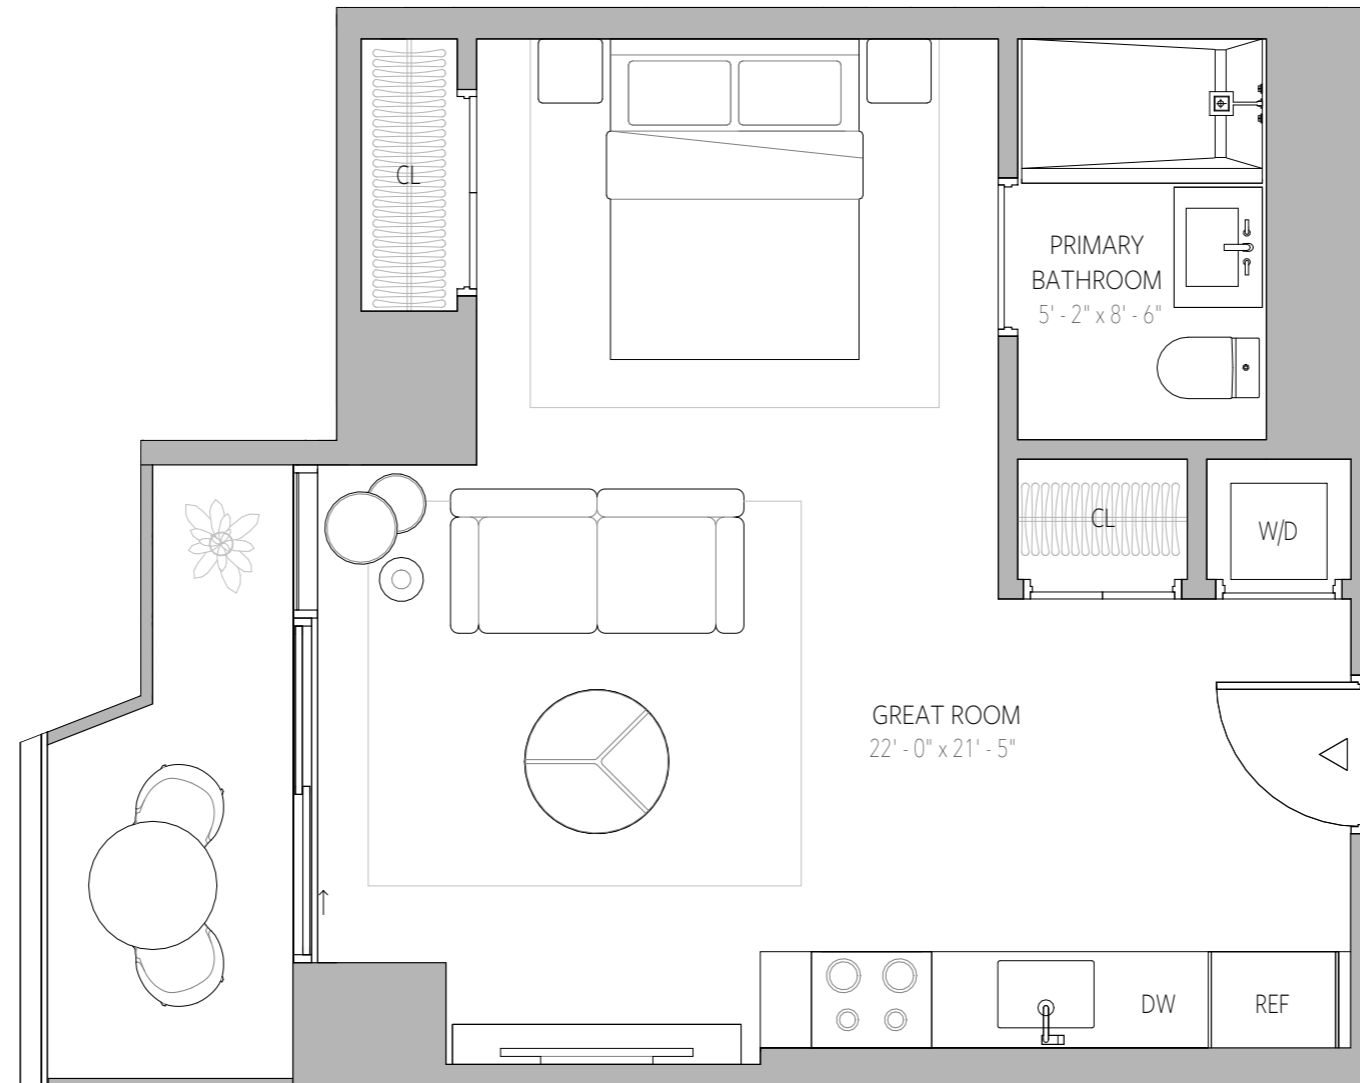 CL
PRIMARY
BATHROOM
5' - 2" x 8' - 6"
CL
W/D
GREAT ROOM
22' - 0" x 21' - 5"
DW
REF